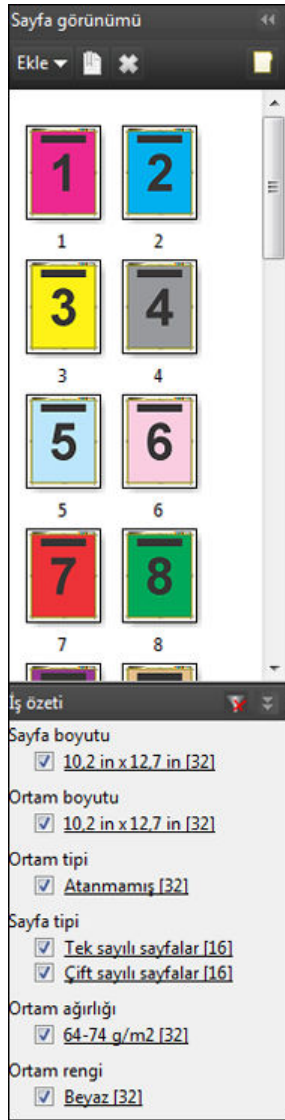 Sayfa görünümü
Ekle
1 2
1 2
3 4
3 4
5 6
5 6
7 8
7 8
İş özeti
Sayfa boyutu
10,2 in x 12,7 in [32]
Ortam boyutu
10,2 in x 12,7 in [32]
Ortam tipi
Atanmamış [32]
Sayfa tipi
Tek sayılı sayfalar [16]
Çift sayılı sayfalar [16]
Ortam ağırlığı
64-74 g/m2 [32]
Ortam rengi
Beyaz [32]